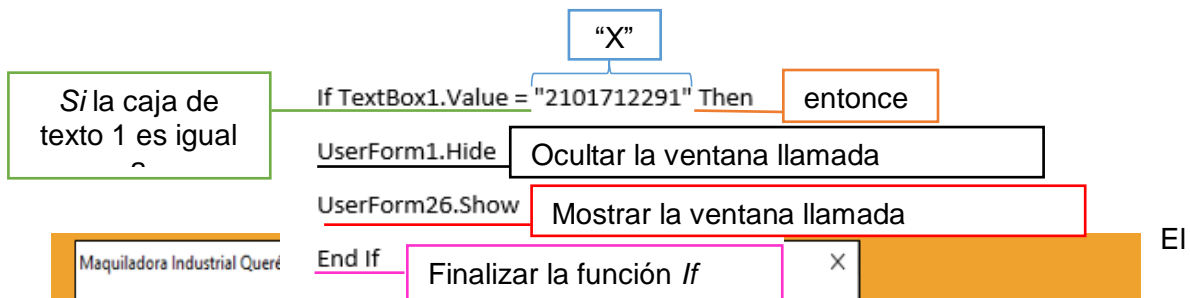 “X”
Si la caja de
texto 1 es igual
If TextBox1.Value = "2101712291" Then
entonce
UserForm1.Hide
Ocultar la ventana llamada
UserForm26.Show
Mostrar la ventana llamada
El
Maquiladora Industrial Queré
End If
Finalizar la función If
X